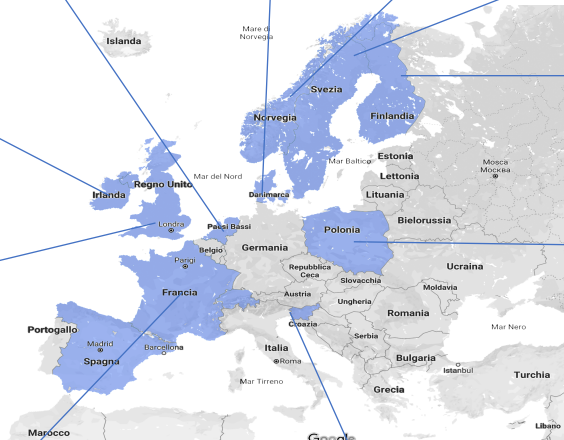 Islanda
Mare di
Norvegia
Svezia
Norvegia
Finlandia
Estonia
Mosca
Москва
Mar Baltico
Lettonia
Mar del Nord
Regno Unito
Lituania
Irlanda
Danimarca
Bielorussia
Londra
Paesi Bassi
Polonia
Germania
Belgio
Parigi
Repubblica
Ceca
Ucraina
Slovacchia
Moldavia
Francia
Austria
Ungheria
Romania
Croazia
Portogallo
Serbia
Mar Nero
Madrid
Barcellona
Italia
Bulgaria
Spagna
Roma
Istanbul
Turchia
Mar Tirreno
Grecia
Libano
Marocco
Google